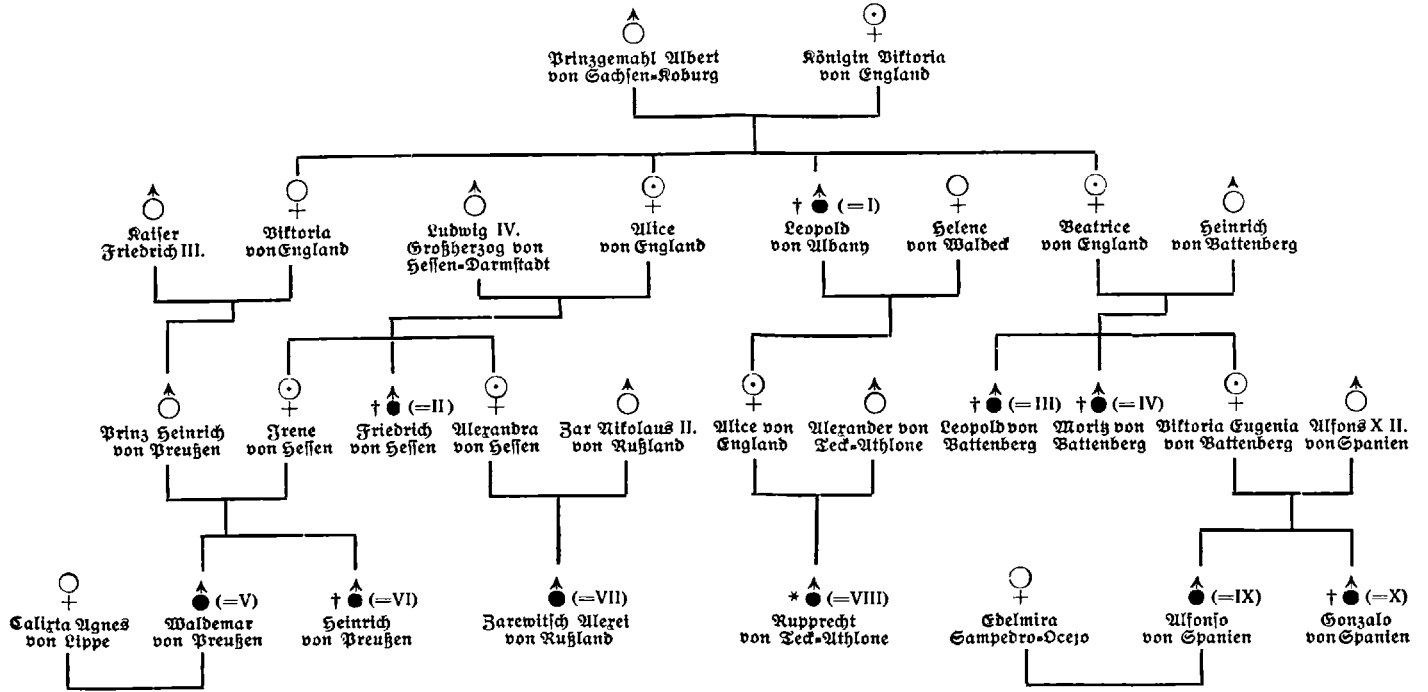 Prinzgemahl Albert
von Sachsen=Koburg
Königin Viktoria
von England
Kaiser
Friedrich III.
Viktoria
von England
Ludwig IV.
Großherzog von
Hessen=Darmstadt
Alice
von England
† (=I)
Leopold
von Albany
Helene
von Waldeck
Beatrice
von England
Heinrich
von Battenberg
Prinz Heinrich
von Preußen
Irene
von Hessen
† (=II)
Friedrich
von Hessen
Alexandra
von Hessen
Zar Nikolaus II.
von Rußland
Alice von
England
Alexander von
Teck=Athlone
† (=III)
Leopold von
Battenberg
† (=IV)
Moritz von
Battenberg
Viktoria Eugenia
von Battenberg
Alfons X II.
von Spanien
Calixta Agnes
von Lippe
(=V)
Waldemar
von Preußen
† (=VI)
Heinrich
von Preußen
(=VII)
Zarewitsch Alexei
von Rußland
* (=VIII)
Rupprecht
von Teck=Athlone
Edelmira
Sampedro=Ocejo
(=IX)
Alfonso
von Spanien
† (=X)
Gonzalo
von Spanien